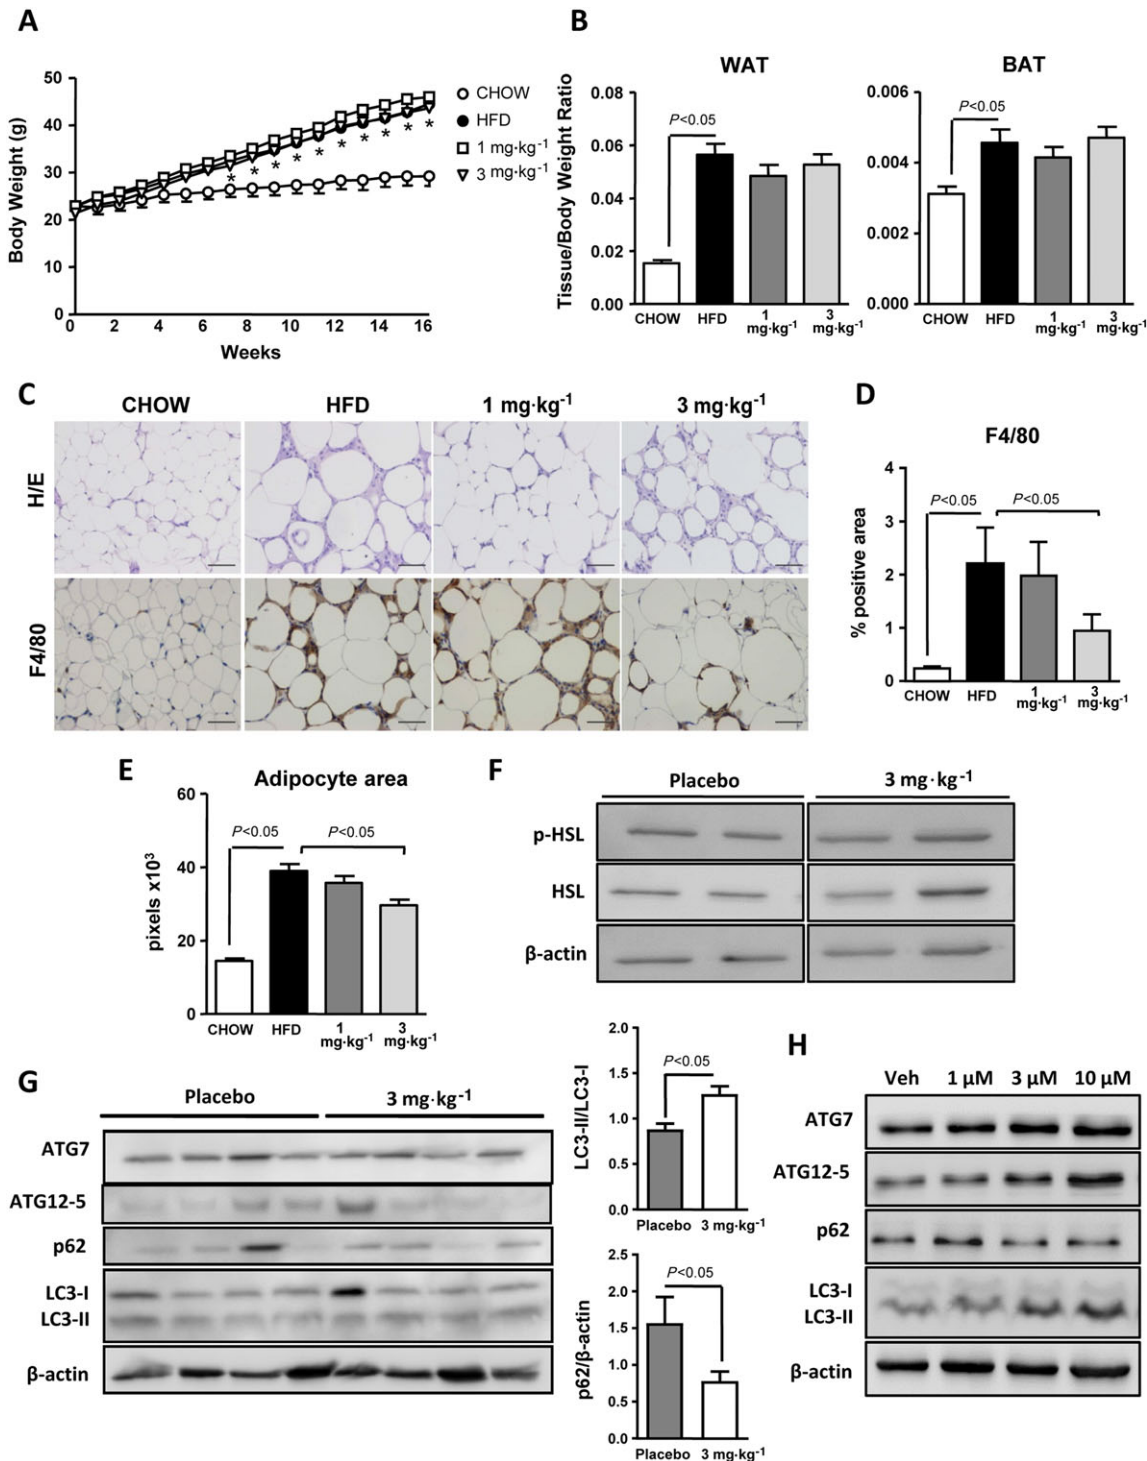 A
Body Weight (g)
50
40
30
20
10
0
0 2 4 6 8 10 12 14 16
Weeks
CHOW
HFD
1 mg·kg⁻¹
3 mg·kg⁻¹
* * * * * * * * * *
B
Tissue/Body Weight Ratio
WAT
0.08
0.06
0.04
0.02
0.00
P<0.05
CHOW HFD 1 mg·kg⁻¹ 3 mg·kg⁻¹
BAT
0.006
0.004
0.002
0.000
P<0.05
CHOW HFD 1 mg·kg⁻¹ 3 mg·kg⁻¹
C
CHOW HFD 1 mg·kg⁻¹ 3 mg·kg⁻¹
H/E
F4/80
D
F4/80
% positive area
4
3
2
1
0
P<0.05 P<0.05
CHOW HFD 1 mg·kg⁻¹ 3 mg·kg⁻¹
E
Adipocyte area
pixels x10³
60
40
20
0
P<0.05 P<0.05
CHOW HFD 1 mg·kg⁻¹ 3 mg·kg⁻¹
F
Placebo 3 mg·kg⁻¹
p-HSL
HSL
β-actin
G
Placebo 3 mg·kg⁻¹
ATG7
ATG12-5
p62
LC3-I
LC3-II
β-actin
LC3-II/LC3-I
2.0
1.5
1.0
0.5
0.0
P<0.05
Placebo 3 mg·kg⁻¹
p62/β-actin
2.5
2.0
1.5
1.0
0.5
0.0
P<0.05
Placebo 3 mg·kg⁻¹
H
Veh 1 μM 3 μM 10 μM
ATG7
ATG12-5
p62
LC3-I
LC3-II
β-actin